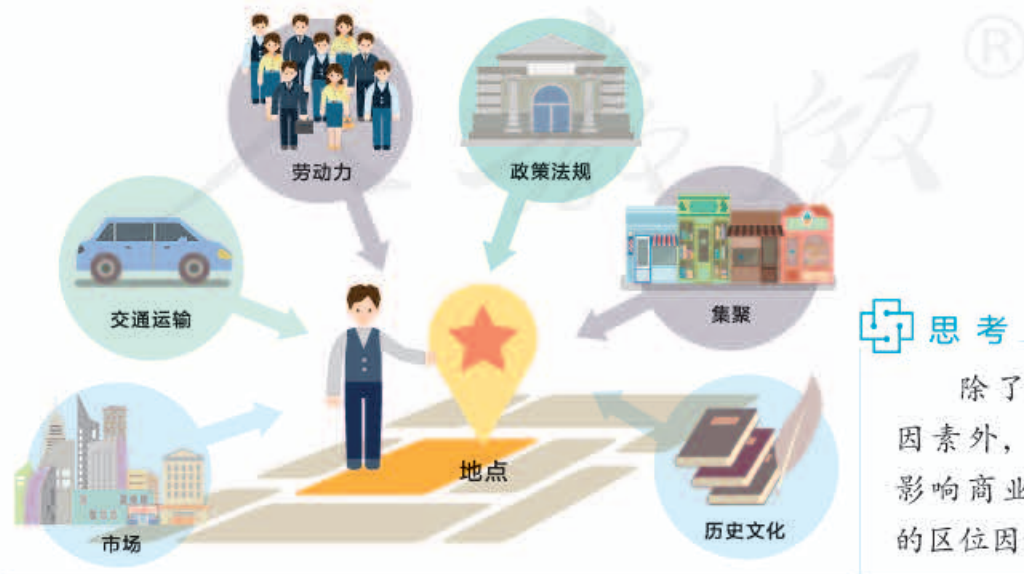 劳动力
政策法规
®
交通运输
集聚
市场
地点
历史文化
思考
除了
因素外,
影响商业
的区位因